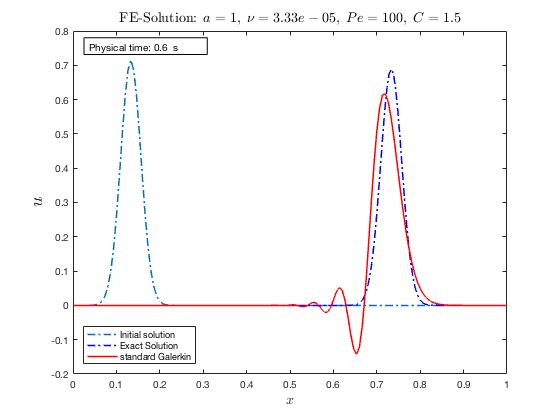 FE-Solution: a = 1, ν = 3.33e − 05, Pe = 100, C = 1.5
Physical time: 0.6 s
0.8
0.7
0.6
0.5
0.4
0.3
0.2
0.1
0
-0.1
-0.2
u
Initial solution
Exact Solution
standard Galerkin
0 0.1 0.2 0.3 0.4 0.5 0.6 0.7 0.8 0.9 1
x